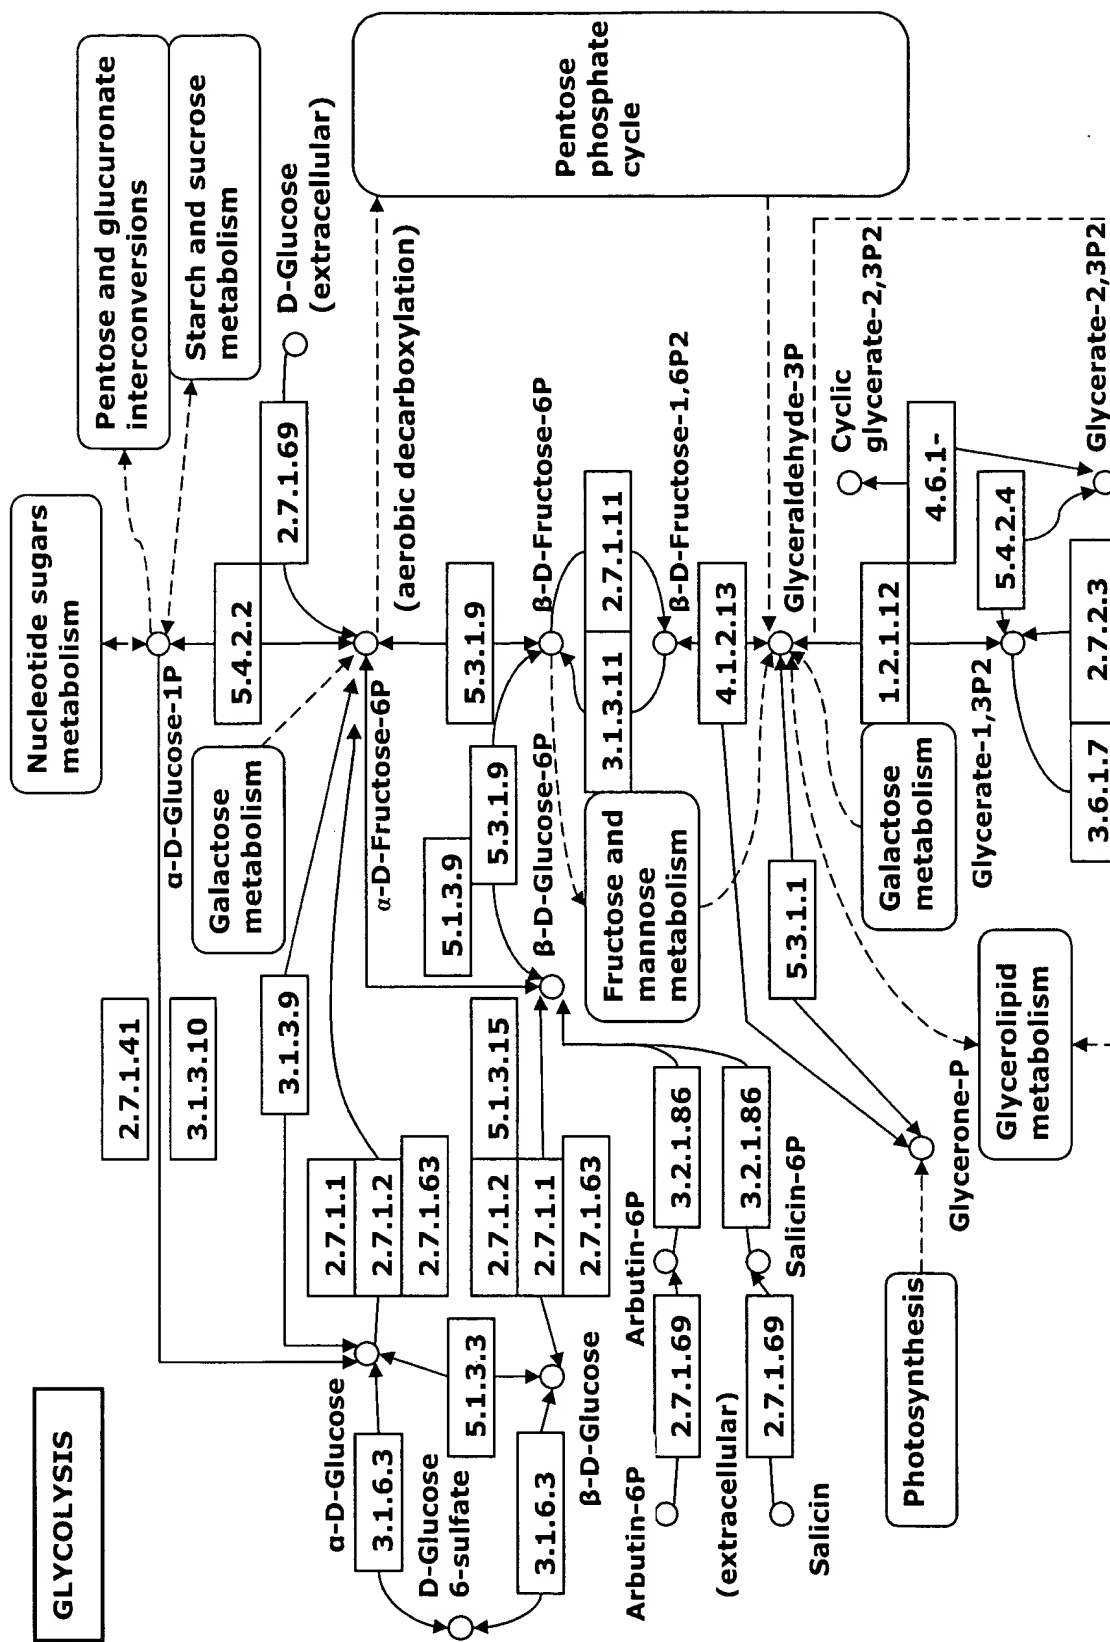 GLYCOLYSIS
Nucleotide sugars
metabolism
Pentose and glucuronate
interconversions
Starch and sucrose
metabolism
α-D-Glucose-1P
2.7.1.41
3.1.3.10
5.4.2.2
2.7.1.69
D-Glucose
(extracellular)
Galactose
metabolism
3.1.3.9
α-D-Glucose
α-D-Fructose-6P
(aerobic decarboxylation)
Pentose
phosphate
cycle
3.1.6.3
2.7.1.1
2.7.1.2
2.7.1.63
D-Glucose
6-sulfate
5.1.3.3
5.1.3.9
5.3.1.9
5.3.1.9
2.7.1.2
2.7.1.1
2.7.1.63
5.1.3.15
3.1.6.3
β-D-Glucose
β-D-Glucose-6P
β-D-Fructose-6P
3.1.3.11
2.7.1.11
Fructose and
mannose
metabolism
β-D-Fructose-1,6P2
Arbutin-6P
2.7.1.69
Arbutin-6P
3.2.1.86
(extracellular)
4.1.2.13
Salicin
2.7.1.69
Salicin-6P
3.2.1.86
5.3.1.1
Glyceraldehyde-3P
Cyclic
glycerate-2,3P2
Galactose
metabolism
1.2.1.12
4.6.1-
Photosynthesis
Glycerone-P
Glycerate-1,3P2
5.4.2.4
Glycerolipid
metabolism
Glycerate-2,3P2
3.6.1.7
2.7.2.3